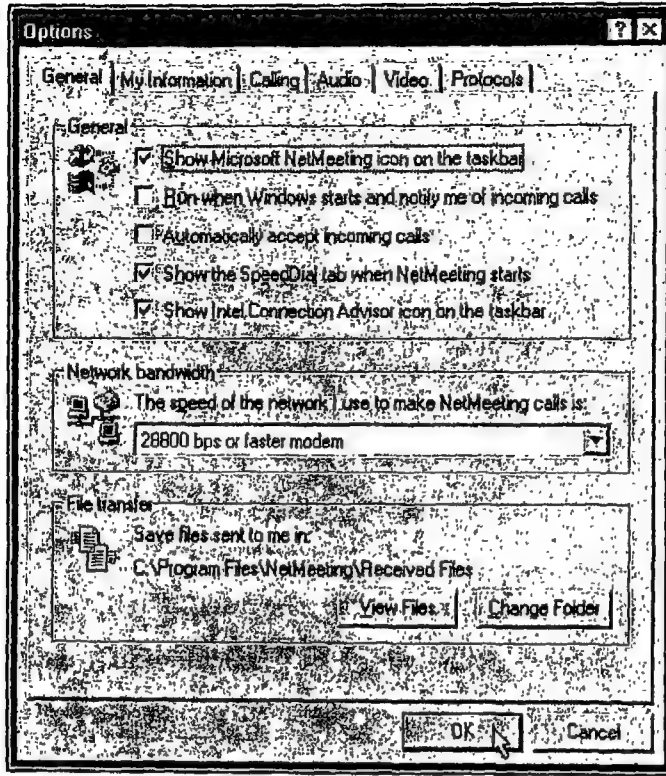 Options
General My Information Calling Audio Video Protocols
General
Show Microsoft NetMeeting icon on the taskbar
Run when Windows starts and notify me of incoming calls
Automatically accept incoming calls
Show the SpeedDial tab when NetMeeting starts
Show Intel Connection Advisor icon on the taskbar
Network bandwidth
The speed of the network I use to make NetMeeting calls is:
28800 bps or faster modem
File transfer
Save files sent to me in:
C:\Program Files\NetMeeting\Received Files
View Files Change Folder
OK Cancel